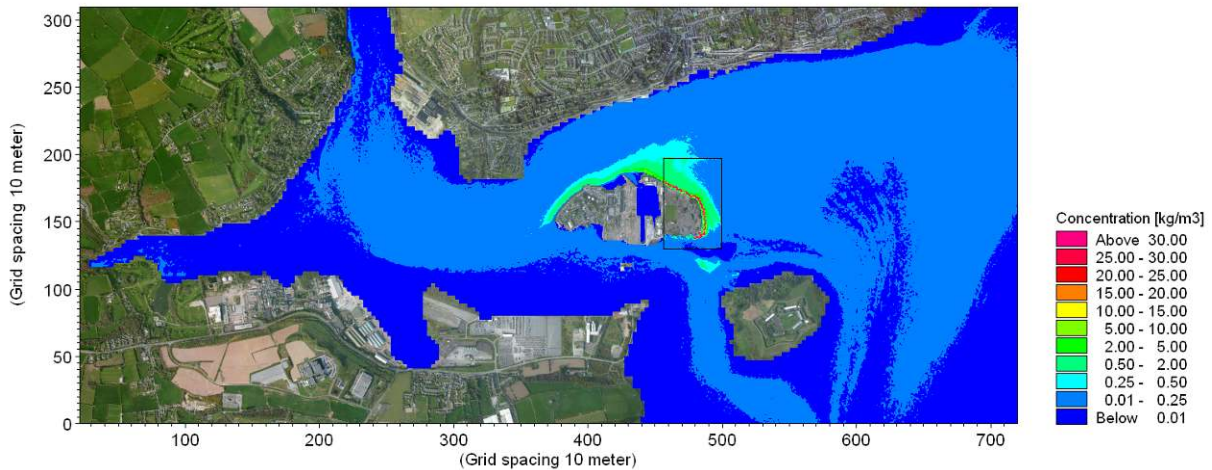 300
250
200
150
100
50
0
(Grid spacing 10 meter)
100 200 300 400 500 600 700
(Grid spacing 10 meter)
Concentration [kg/m3]
Above 30.00
25.00 - 30.00
20.00 - 25.00
15.00 - 20.00
10.00 - 15.00
5.00 - 10.00
2.00 - 5.00
0.50 - 2.00
0.25 - 0.50
0.01 - 0.25
Below 0.01